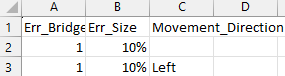 A B C D
1 Err_Bridge Err_Size Movement_Direction
2 1 10%
3 1 10% Left